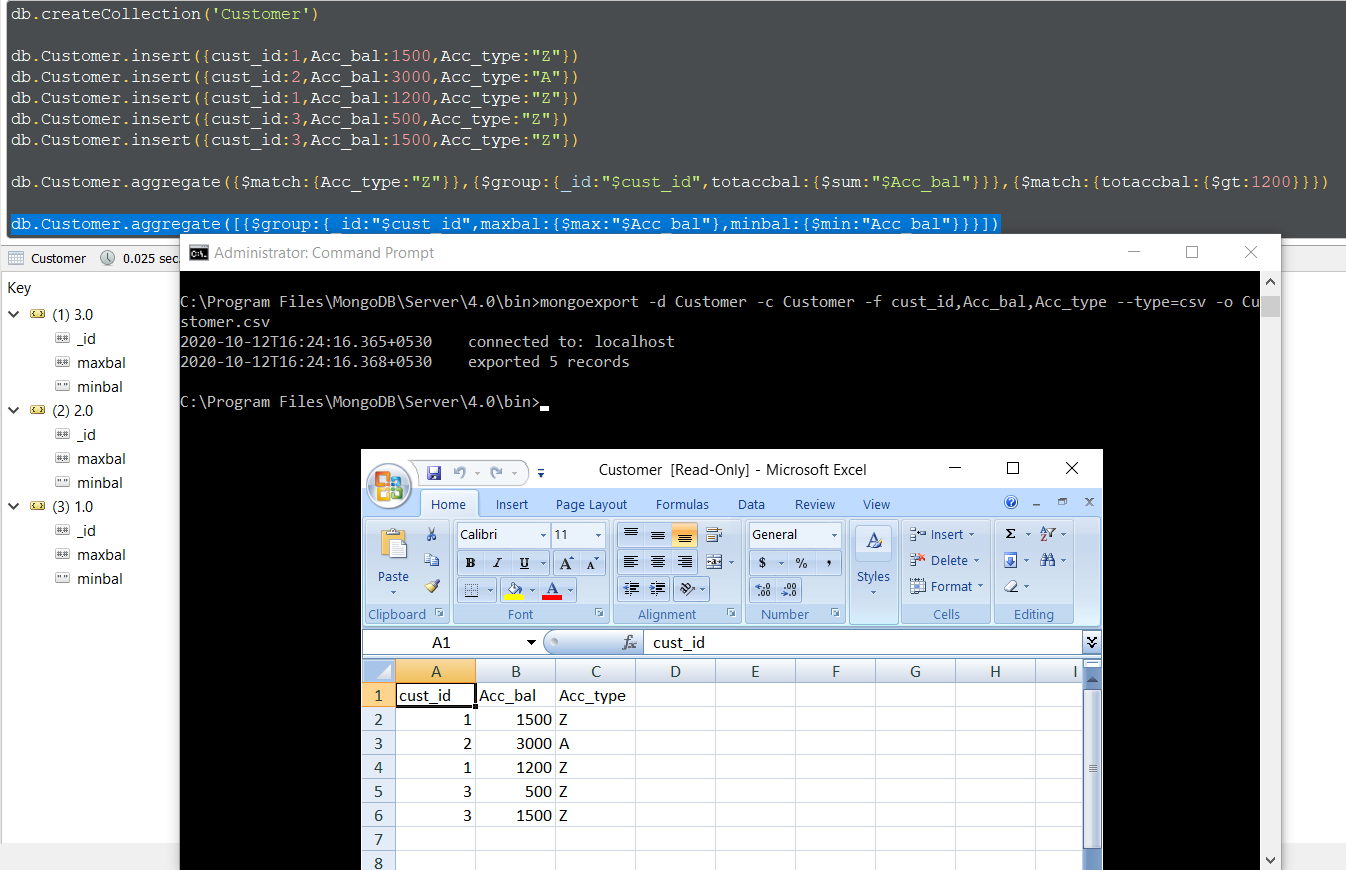 db.createCollection('Customer')
db.Customer.insert({cust_id:1,Acc_bal:1500,Acc_type:"Z"})
db.Customer.insert({cust_id:2,Acc_bal:3000,Acc_type:"A"})
db.Customer.insert({cust_id:1,Acc_bal:1200,Acc_type:"Z"})
db.Customer.insert({cust_id:3,Acc_bal:500,Acc_type:"Z"})
db.Customer.insert({cust_id:3,Acc_bal:1500,Acc_type:"Z"})
db.Customer.aggregate({$match:{Acc_type:"Z"}},{$group:{_id:"$cust_id",totaccbal:{$sum:"$Acc_bal"}}},{$match:{totaccbal:{$gt:1200}}})
db.Customer.aggregate([{$group:{_id:"$cust_id",maxbal:{$max:"$Acc_bal"},minbal:{$min:"Acc_bal"}}}])
Customer 0.025 sec.
Key
(1) 3.0
_id
maxbal
minbal
(2) 2.0
_id
maxbal
minbal
(3) 1.0
_id
maxbal
minbal
Administrator: Command Prompt
C:\Program Files\MongoDB\Server\4.0\bin>mongoexport -d Customer -c Customer -f cust_id,Acc_bal,Acc_type --type=csv -o Cu
stomer.csv
2020-10-12T16:24:16.365+0530 connected to: localhost
2020-10-12T16:24:16.368+0530 exported 5 records
C:\Program Files\MongoDB\Server\4.0\bin>
Customer [Read-Only] - Microsoft Excel
Home Insert Page Layout Formulas Data Review View
Calibri 11 General Insert
Paste B I U A A $ % , Styles Delete
A .00 .00 Format
Clipboard Font Alignment Number Cells Editing
A1 fx cust_id
A B C D E F G H I
1 cust_id Acc_bal Acc_type
2 1 1500 Z
3 2 3000 A
4 1 1200 Z
5 3 500 Z
6 3 1500 Z
7
8